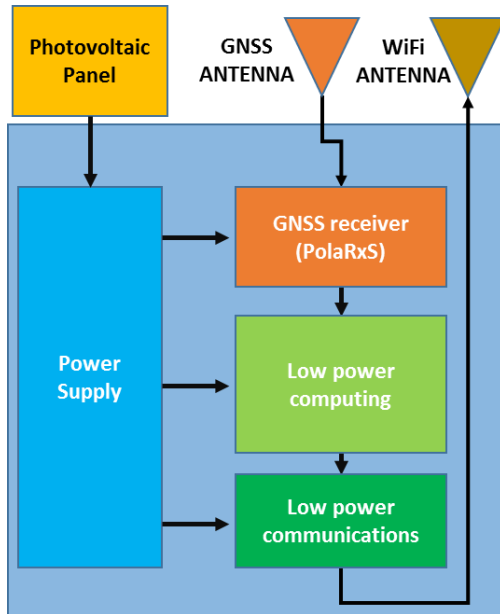 Photovoltaic
Panel
GNSS
ANTENNA
WiFi
ANTENNA
GNSS receiver
(PolaRxS)
Power
Supply
Low power
computing
Low power
communications